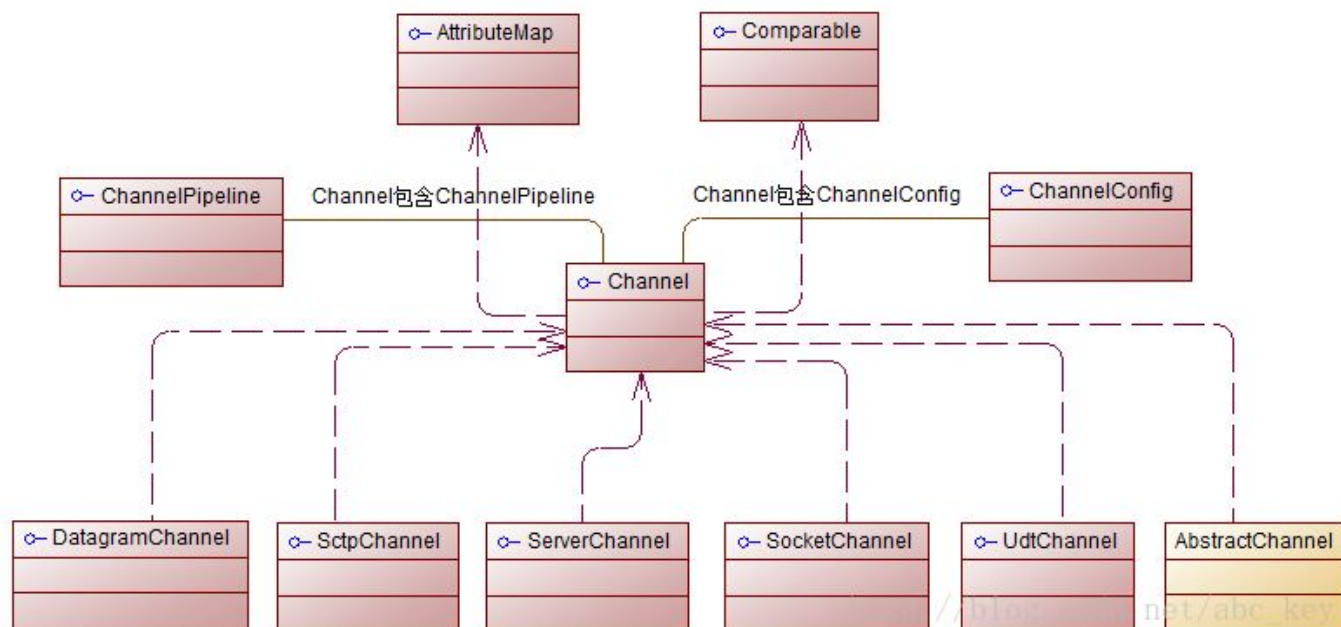 AttributeMap
Comparable
ChannelPipeline
Channel包含ChannelPipeline
Channel包含ChannelConfig
ChannelConfig
Channel
DatagramChannel
SctpChannel
ServerChannel
SocketChannel
UdtChannel
AbstractChannel
//blog. net/abc_key